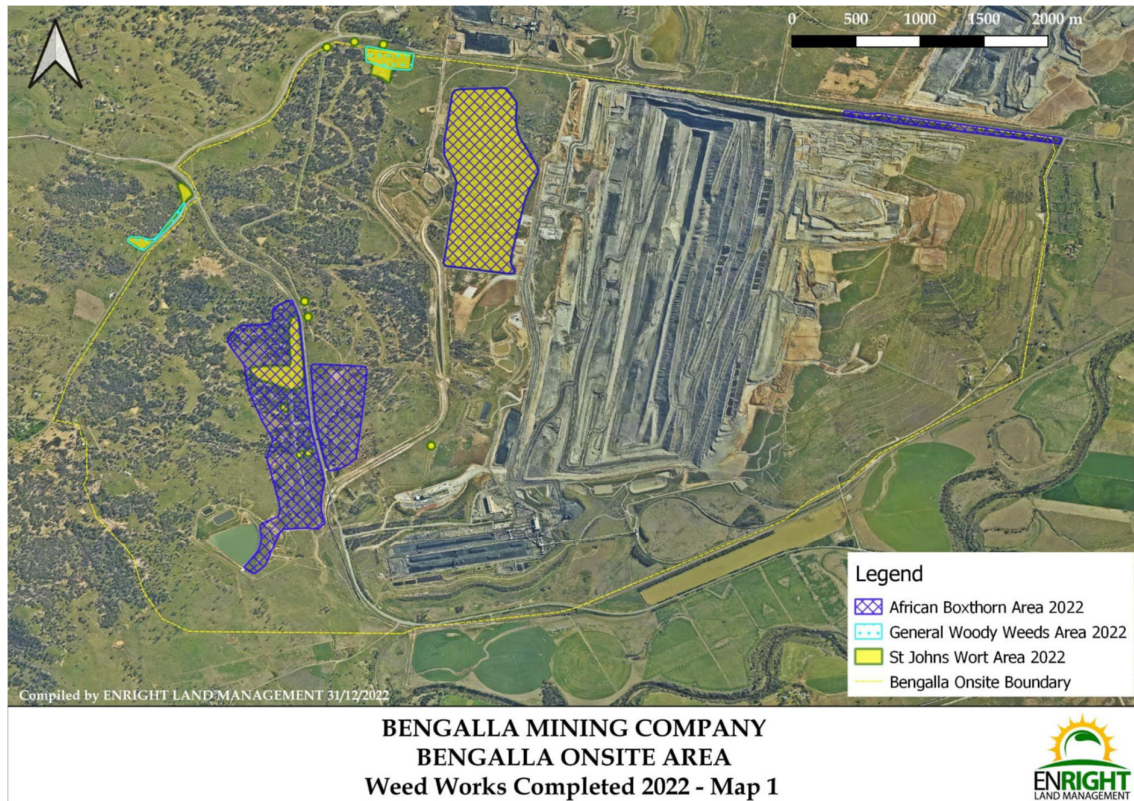 0 500 1000 1500 2000 m
Legend
African Boxthorn Area 2022
General Woody Weeds Area 2022
St Johns Wort Area 2022
Bengalla Onsite Boundary
Compiled by ENRIGHT LAND MANAGEMENT 31/12/2022
BENGALLA MINING COMPANY
BENGALLA ONSITE AREA
Weed Works Completed 2022 - Map 1
ENRIGHT
LAND MANAGEMENT